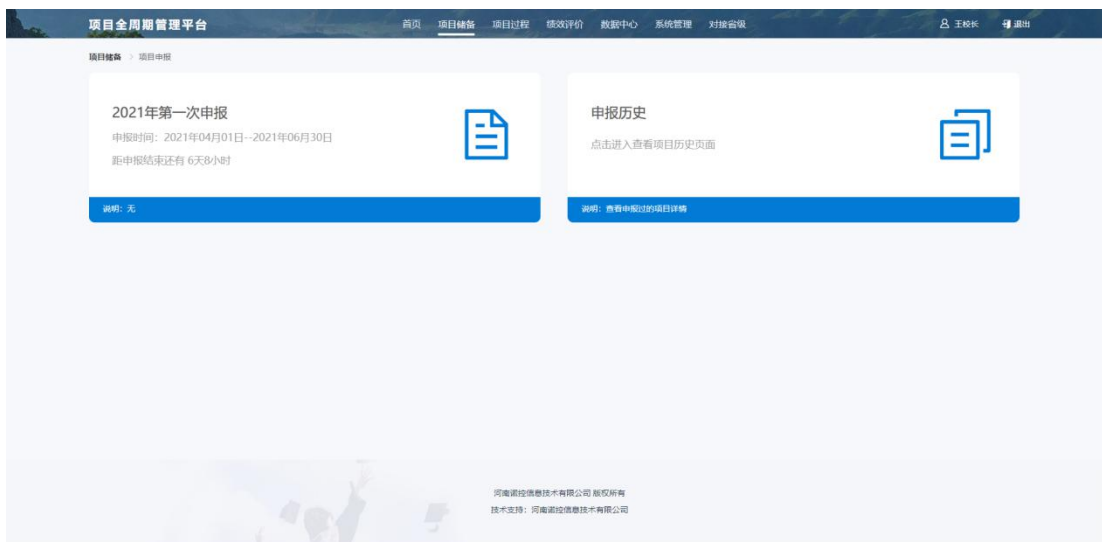 项目全周期管理平台 首页 项目储备 项目过程 绩效评价 数据中心 系统管理 对接省级 王校长 退出
项目储备 > 项目申报
2021年第一次申报
申报时间：2021年04月01日--2021年06月30日
距申报结束还有 6天8小时
说明：无
申报历史
点击进入查看项目历史页面
说明：查看申报过的项目详情
河南诺控信息技术有限公司 版权所有
技术支持：河南诺控信息技术有限公司